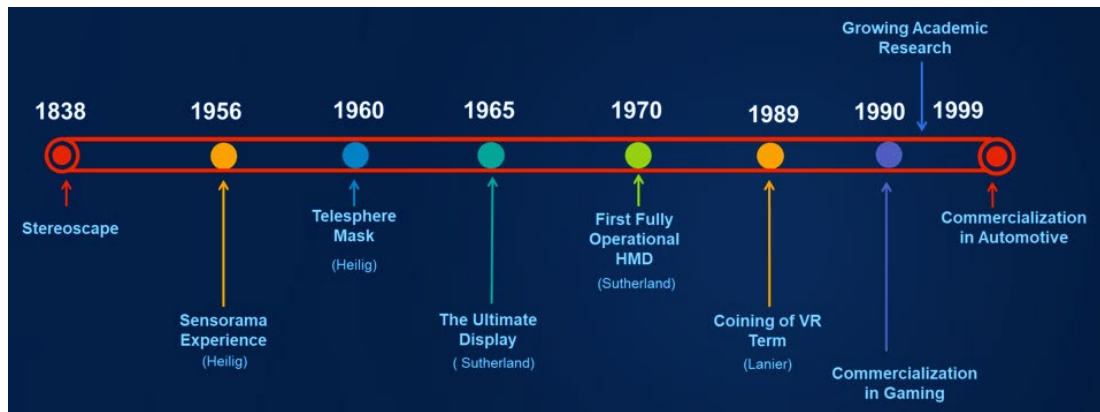 Growing Academic
Research
1838
1956
1960
1965
1970
1989
1990
1999
Stereoscape
Sensorama
Experience
(Heilig)
Telesphere
Mask
(Heilig)
The Ultimate
Display
( Sutherland)
First Fully
Operational
HMD
(Sutherland)
Coining of VR
Term
(Lanier)
Commercialization
in Gaming
Commercialization
in Automotive